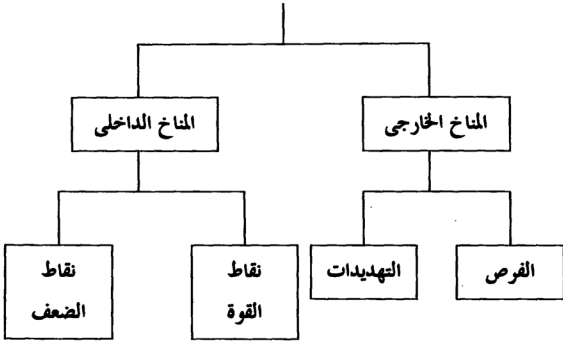 المناخ الخارجى
المناخ الداخلى
الفرص
التهديدات
نقاط
القوة
نقاط
الضعف